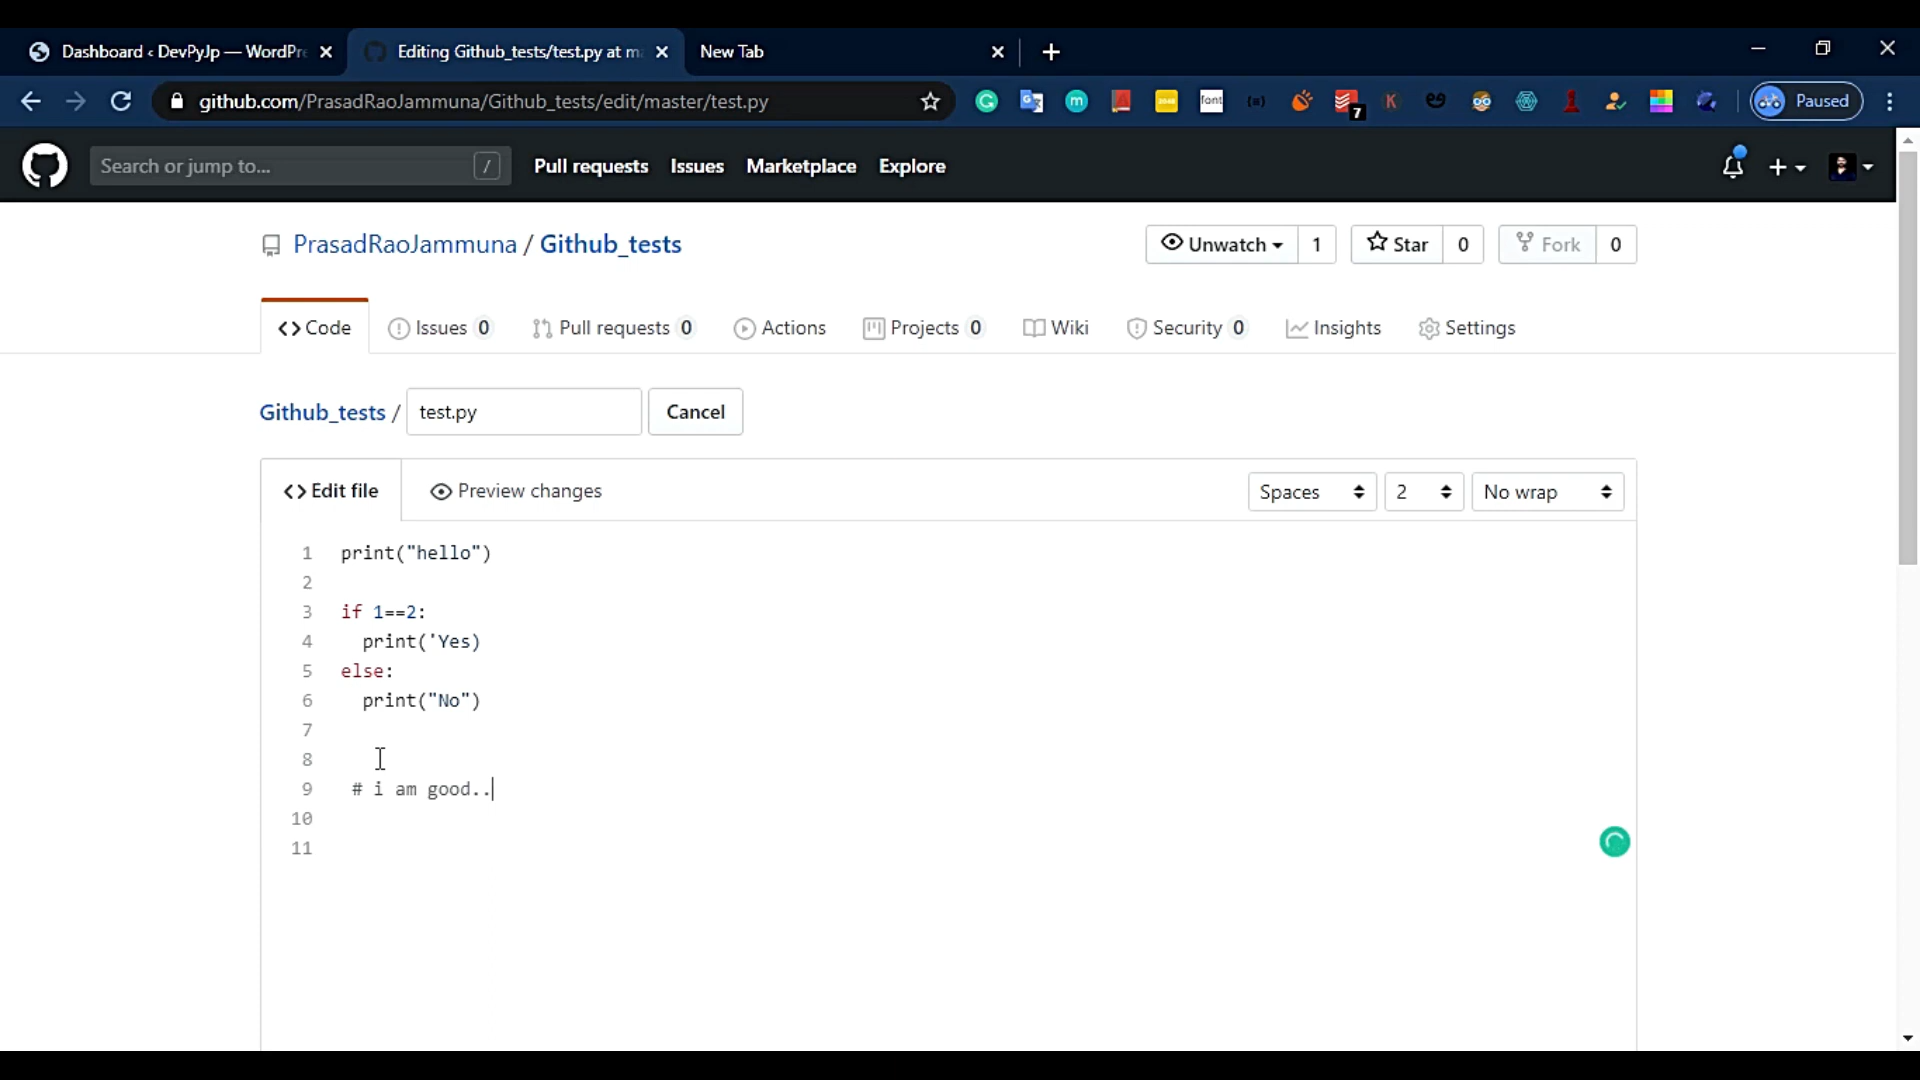 Dashboard ‹ DevPyJp — WordPre
Editing Github_tests/test.py at ma
New Tab
github.com/PrasadRaoJammuna/Github_tests/edit/master/test.py
font
7
K
Paused
Search or jump to...
/
Pull requests
Issues
Marketplace
Explore
PrasadRaoJammuna / Github_tests
Unwatch 1
Star 0
Fork 0
Code
Issues 0
Pull requests 0
Actions
Projects 0
Wiki
Security 0
Insights
Settings
Github_tests / test.py
Cancel
Edit file
Preview changes
Spaces
2
No wrap
1 print("hello")
2
3 if 1==2:
4 print('Yes)
5 else:
6 print("No")
7
8
9 # i am good..
10
11